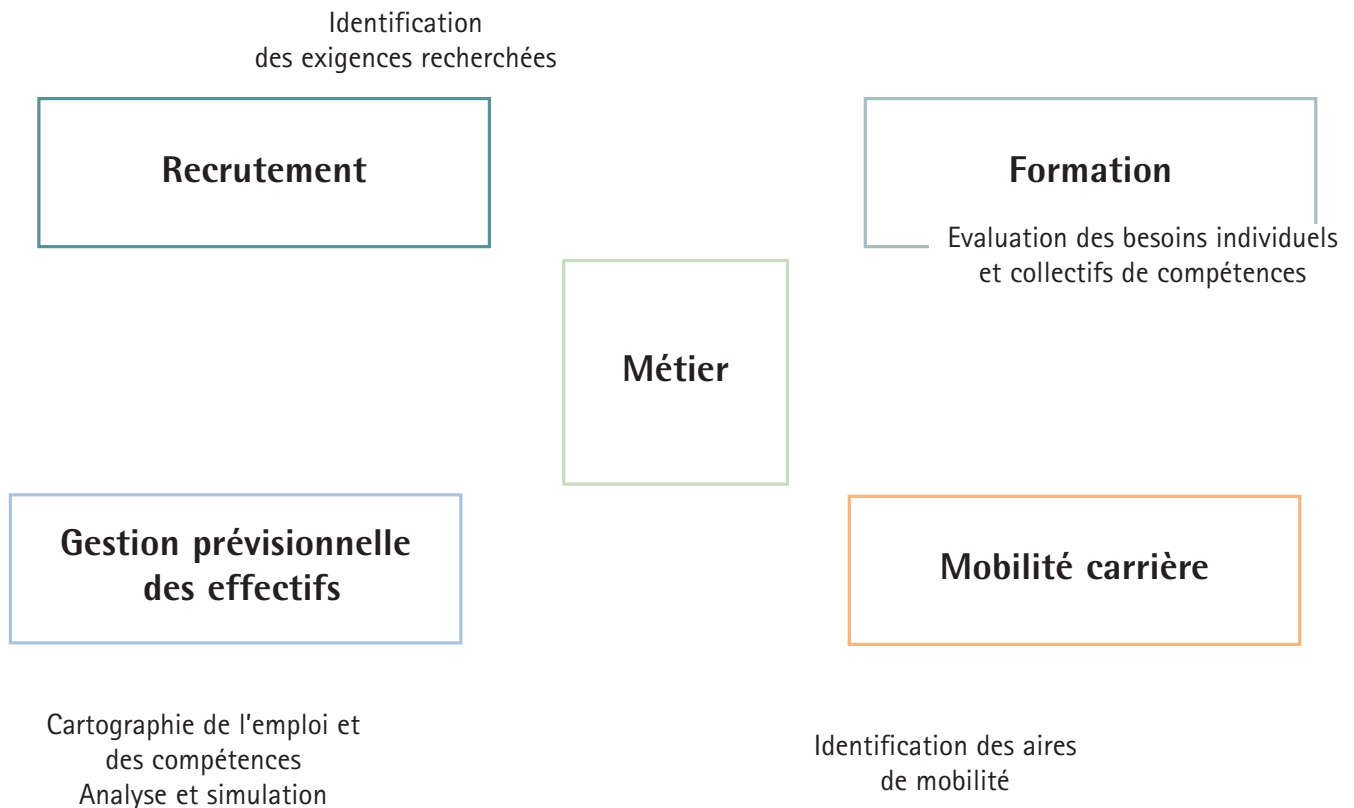 Identification
des exigences recherchées
Recrutement
Formation
Evaluation des besoins individuels
et collectifs de compétences
Métier
Gestion prévisionnelle
des effectifs
Mobilité carrière
Cartographie de l'emploi et
des compétences
Analyse et simulation
Identification des aires
de mobilité